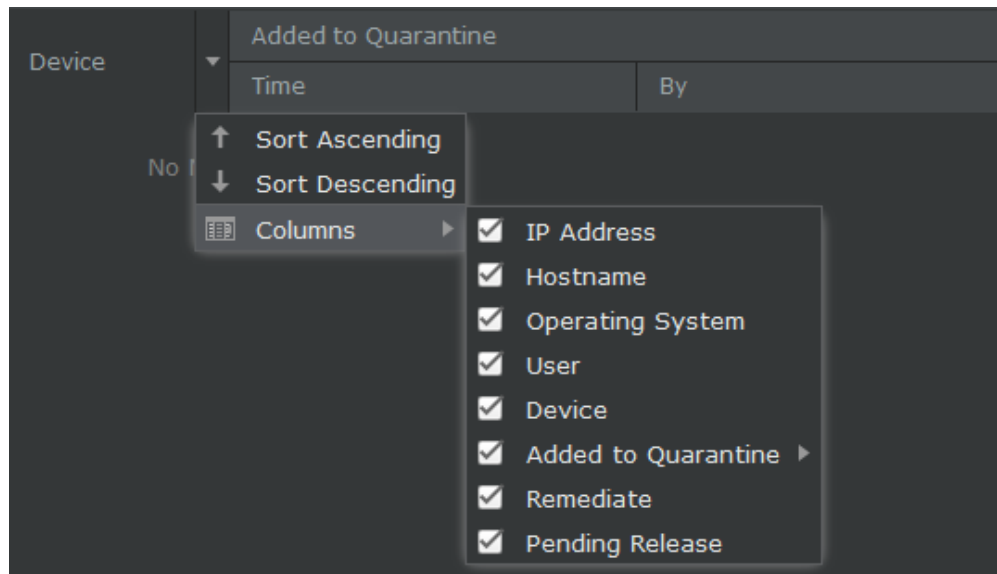 Added to Quarantine
Device
Time By
Sort Ascending
No
Sort Descending
Columns
IP Address
Hostname
Operating System
User
Device
Added to Quarantine
Remediate
Pending Release